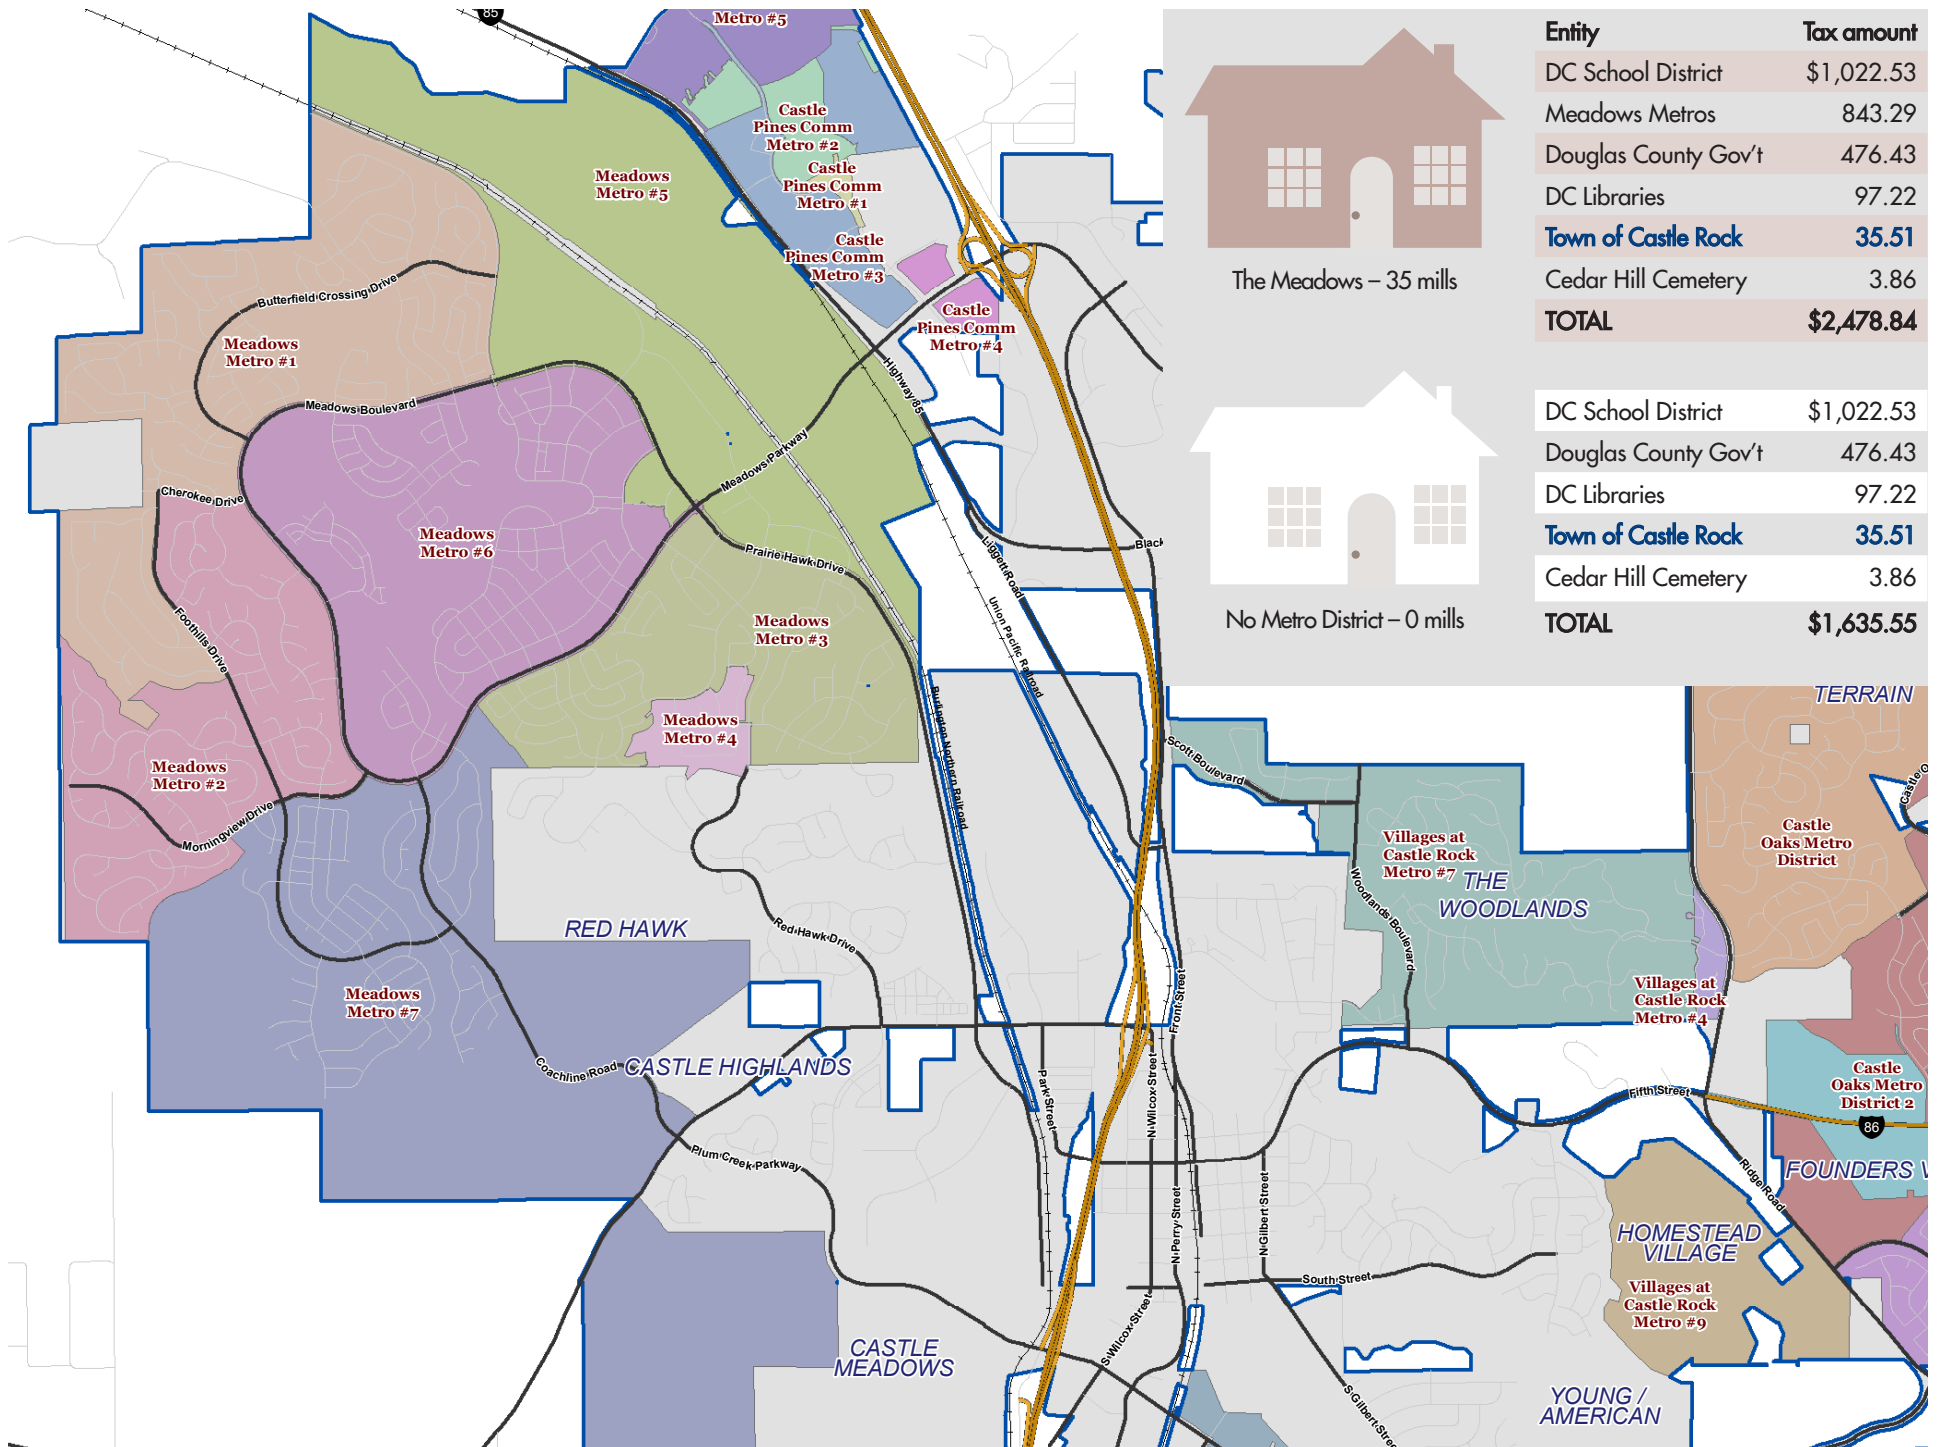 85
Metro #5
Castle
Pines Comm
Metro #2
Castle
Pines Comm
Metro #1
Castle
Pines Comm
Metro #3
Castle
Pines Comm
Metro #4
Meadows
Metro #5
Butterfield Crossing Drive
Meadows
Metro #1
Meadows Boulevard
Highway 85
Meadows Parkway
Cherokee Drive
Meadows
Metro #6
Prairie Hawk Drive
Liggett Road
Black
Union Pacific Railroad
Foothills Drive
Meadows
Metro #3
Meadows
Metro #4
Burlington Northern Railroad
Meadows
Metro #2
Morningview Drive
Entity Tax amount
DC School District $1,022.53
Meadows Metros 843.29
Douglas County Gov't 476.43
DC Libraries 97.22
Town of Castle Rock 35.51
Cedar Hill Cemetery 3.86
TOTAL $2,478.84
The Meadows – 35 mills
DC School District $1,022.53
Douglas County Gov't 476.43
DC Libraries 97.22
Town of Castle Rock 35.51
Cedar Hill Cemetery 3.86
TOTAL $1,635.55
No Metro District – 0 mills
TERRAIN
Scott Boulevard
Castle O
Castle
Oaks Metro
District
Villages at
Castle Rock
Metro #7
THE
WOODLANDS
Woodlands Boulevard
RED HAWK
Red Hawk Drive
Front Street
Villages at
Castle Rock
Metro #4
Meadows
Metro #7
Coachline Road
CASTLE HIGHLANDS
Park Street
N Wilcox Street
Fifth Street
Castle
Oaks Metro
District 2
86
Plum Creek Parkway
FOUNDERS V
Ridge Road
N Perry Street
N Gilbert Street
HOMESTEAD
VILLAGE
South Street
Villages at
Castle Rock
Metro #9
S Wilcox Street
CASTLE
MEADOWS
S Gilbert Stree
YOUNG /
AMERICAN